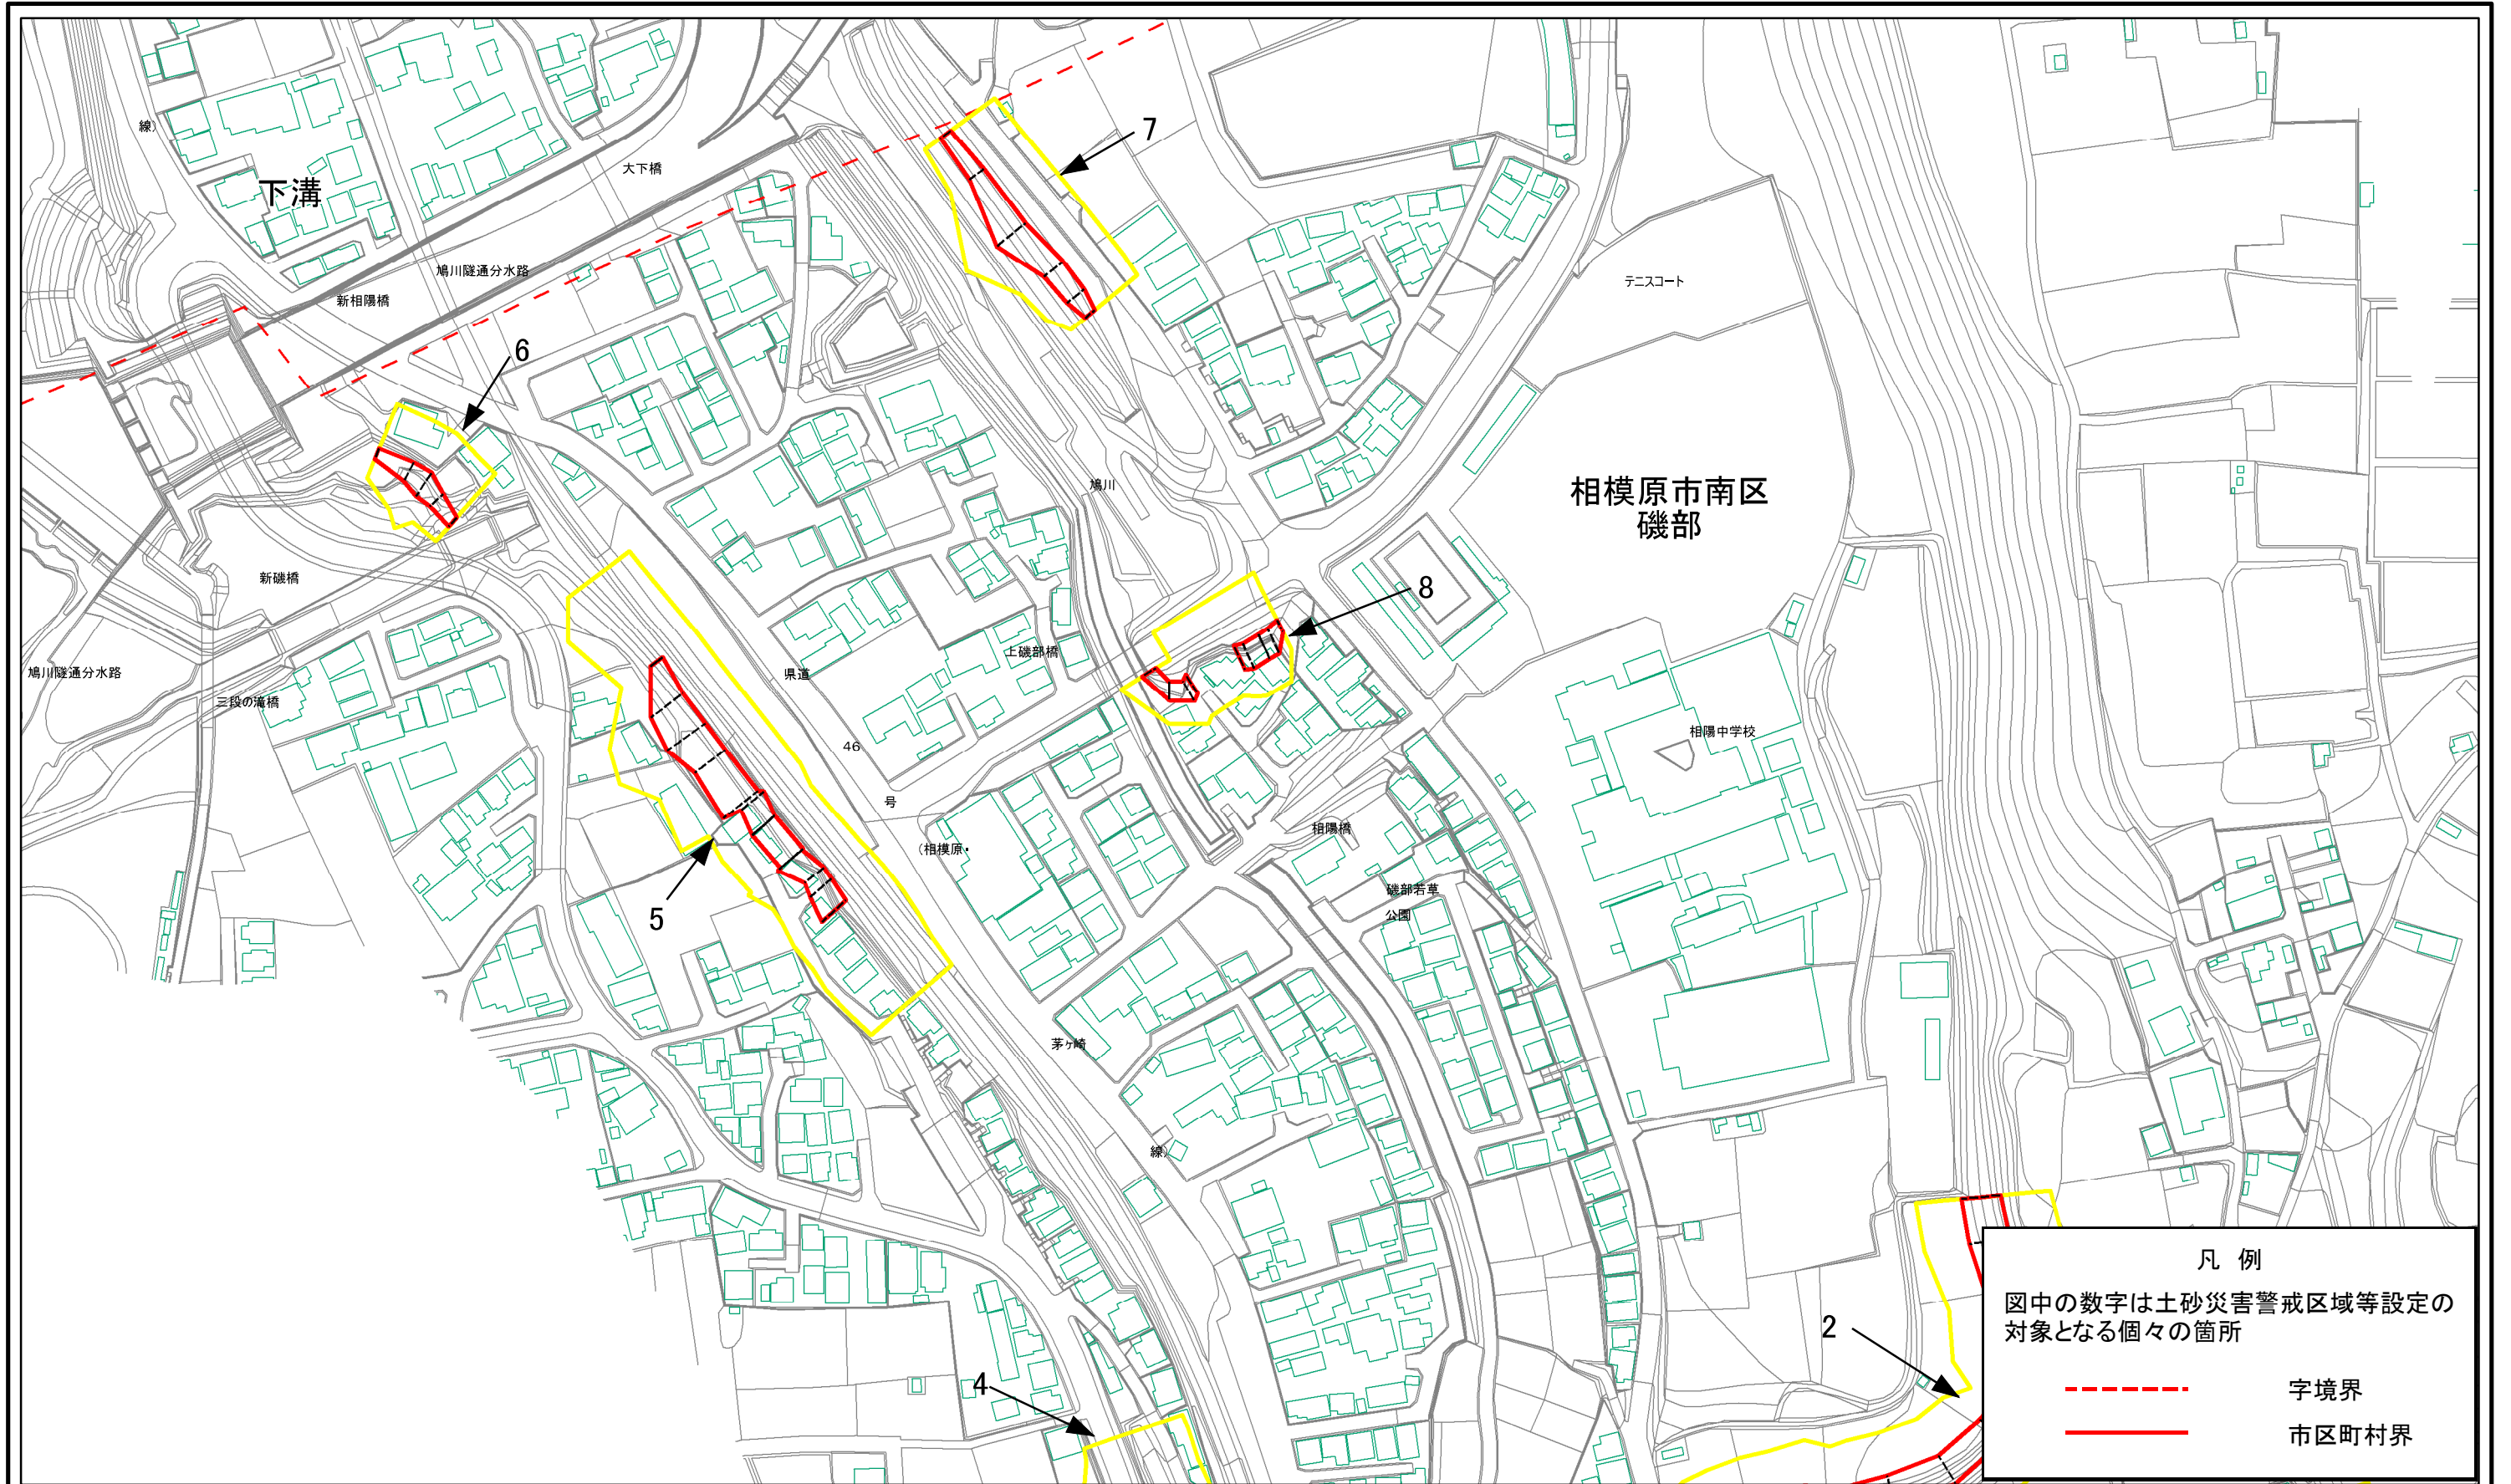 線）
下溝
大下橋
7
鳩川隧通分水路
新相陽橋
テニスコート
6
鳩川
相模原市南区
磯部
新磯橋
8
上磯部橋
県道
鳩川隧通分水路
三段の滝橋
相陽中学校
46
号
（相模原・
相陽橋
5
磯部若草
公園
茅ヶ崎
線）
2
4
凡 例
図中の数字は土砂災害警戒区域等設定の
対象となる個々の箇所
字境界
市区町村界